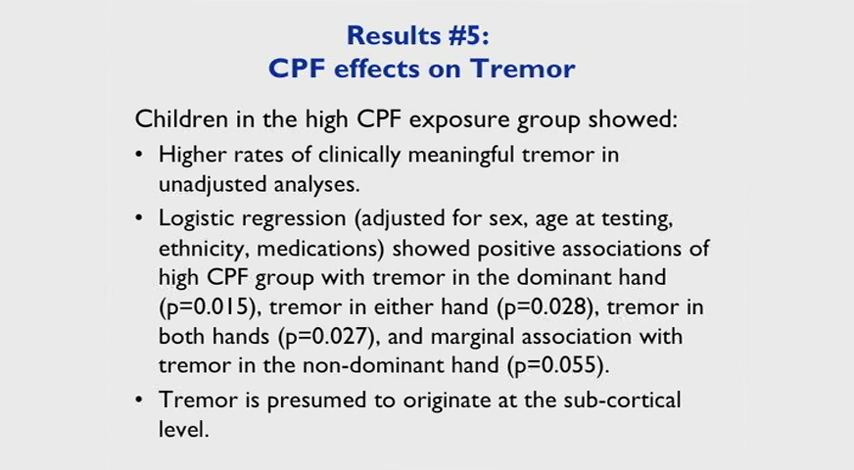 Results #5:
CPF effects on Tremor
Children in the high CPF exposure group showed:
• Higher rates of clinically meaningful tremor in
unadjusted analyses.
• Logistic regression (adjusted for sex, age at testing,
ethnicity, medications) showed positive associations of
high CPF group with tremor in the dominant hand
(p=0.015), tremor in either hand (p=0.028), tremor in
both hands (p=0.027), and marginal association with
tremor in the non-dominant hand (p=0.055).
• Tremor is presumed to originate at the sub-cortical
level.